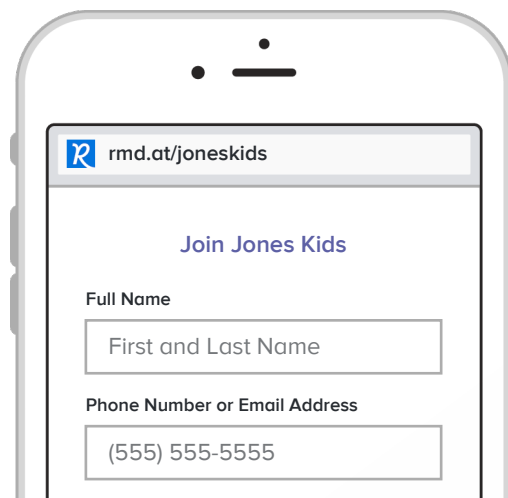 rmd.at/joneskids
Join Jones Kids
Full Name
First and Last Name
Phone Number or Email Address
(555) 555-5555